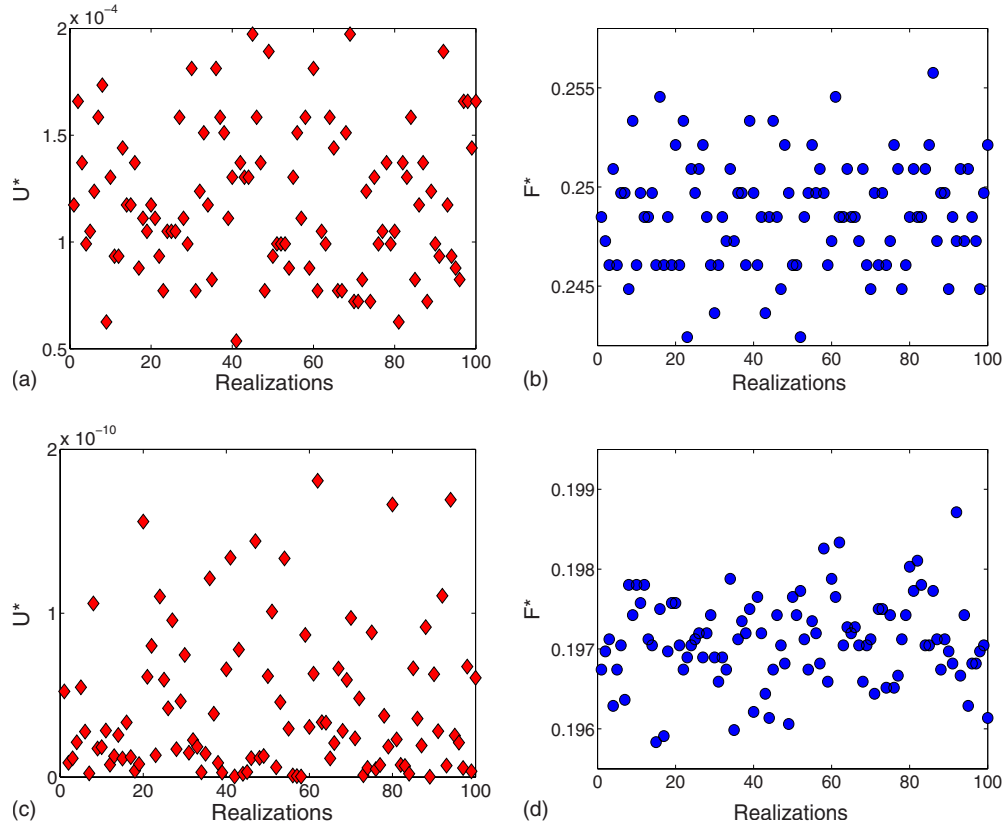 2 x 10⁻⁴
1.5
1
0.5
0 20 40 60 80 100
U*
Realizations
(a)
0.255
0.25
0.245
0 20 40 60 80 100
F*
Realizations
(b)
2 x 10⁻¹⁰
1
0
0 20 40 60 80 100
U*
Realizations
(c)
0.199
0.198
0.197
0.196
0 20 40 60 80 100
F*
Realizations
(d)